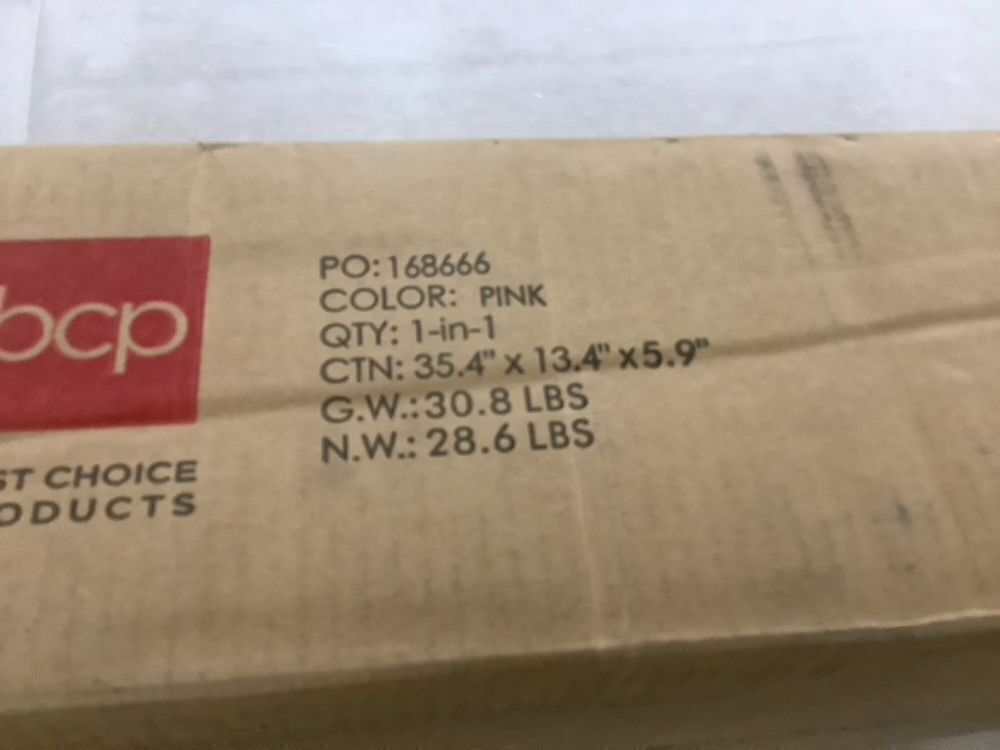 bcp
ST CHOICE
ODUCTS
PO: 168666
COLOR: PINK
QTY: 1-in-1
CTN: 35.4" x 13.4" x5.9"
G.W.:30.8 LBS
N.W.: 28.6 LBS